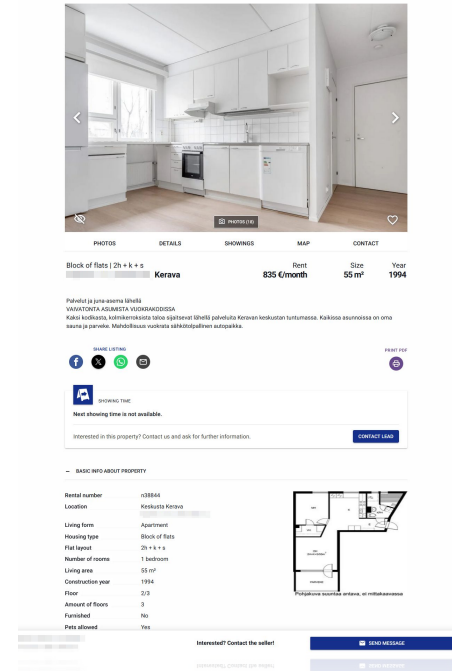 PHOTOS (16)
PHOTOS DETAILS SHOWINGS MAP CONTACT
Block of flats | 2h + k + s Rent Size Year
Kerava 835 €/month 55 m² 1994
Palvelut ja juna-asema lähellä
VAIVATONTA ASUMISTA VUOKRAKODISSA
Kaksi kodikasta, kolmikerroksista taloa sijaitsevat lähellä palveluita Keravan keskustan tuntumassa. Kaikissa asunnoissa on oma
sauna ja parveke. Mahdollisuus vuokrata sähkötolpallinen autopaikka.
SHARE LISTING PRINT PDF
SHOWING TIME
Next showing time is not available.
Interested in this property? Contact us and ask for further information. CONTACT LEAD
– BASIC INFO ABOUT PROPERTY
Rental number n38844
Location Keskusta Kerava
Living form Apartment
Housing type Block of flats
Flat layout 2h + k + s
Number of rooms 1 bedroom
Living area 55 m²
Construction year 1994
Floor 2/3
Amount of floors 3
Furnished No
Pets allowed Yes
Pohjakuva suuntaa antava, ei mittakaavassa
Interested? Contact the seller! SEND MESSAGE